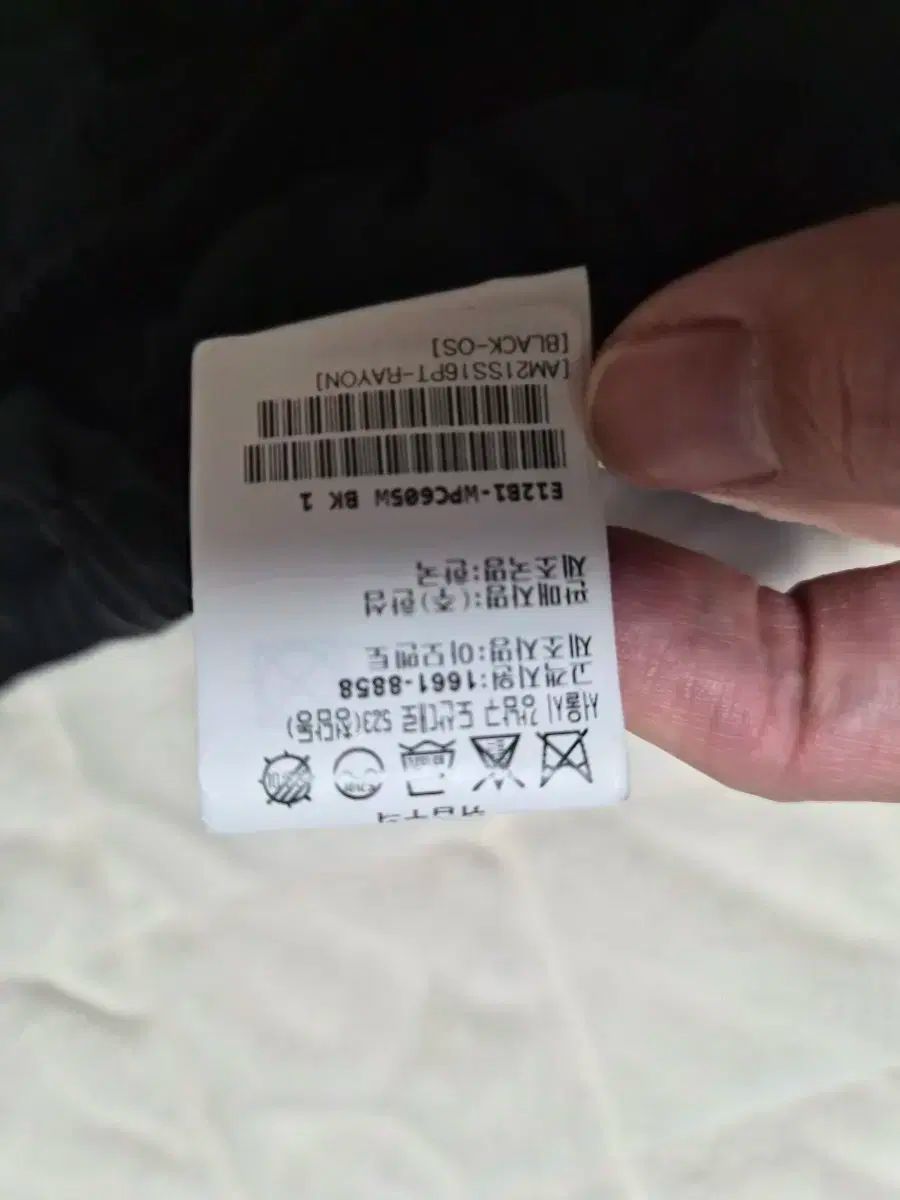 서울시 강남구 도산대로 523(청담동)
고객지원:1661-8858
제조자명:아모멘토
판매자명:(주)한섬
제조국명:한국
E12B1-WPC605W BK 1
[AM21SS16PT-RAYON]
[BLACK-OS]